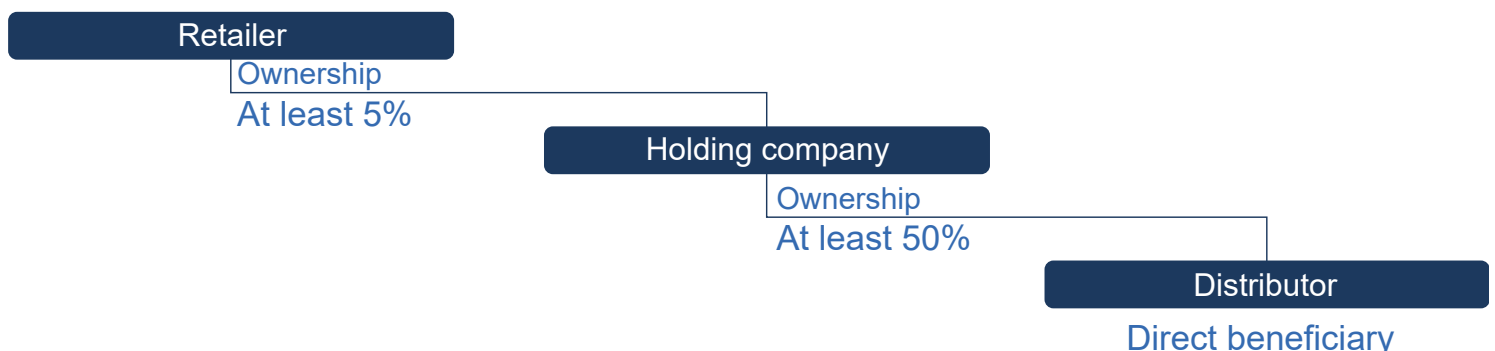 Retailer
Ownership
At least 5%
Holding company
Ownership
At least 50%
Distributor
Direct beneficiary